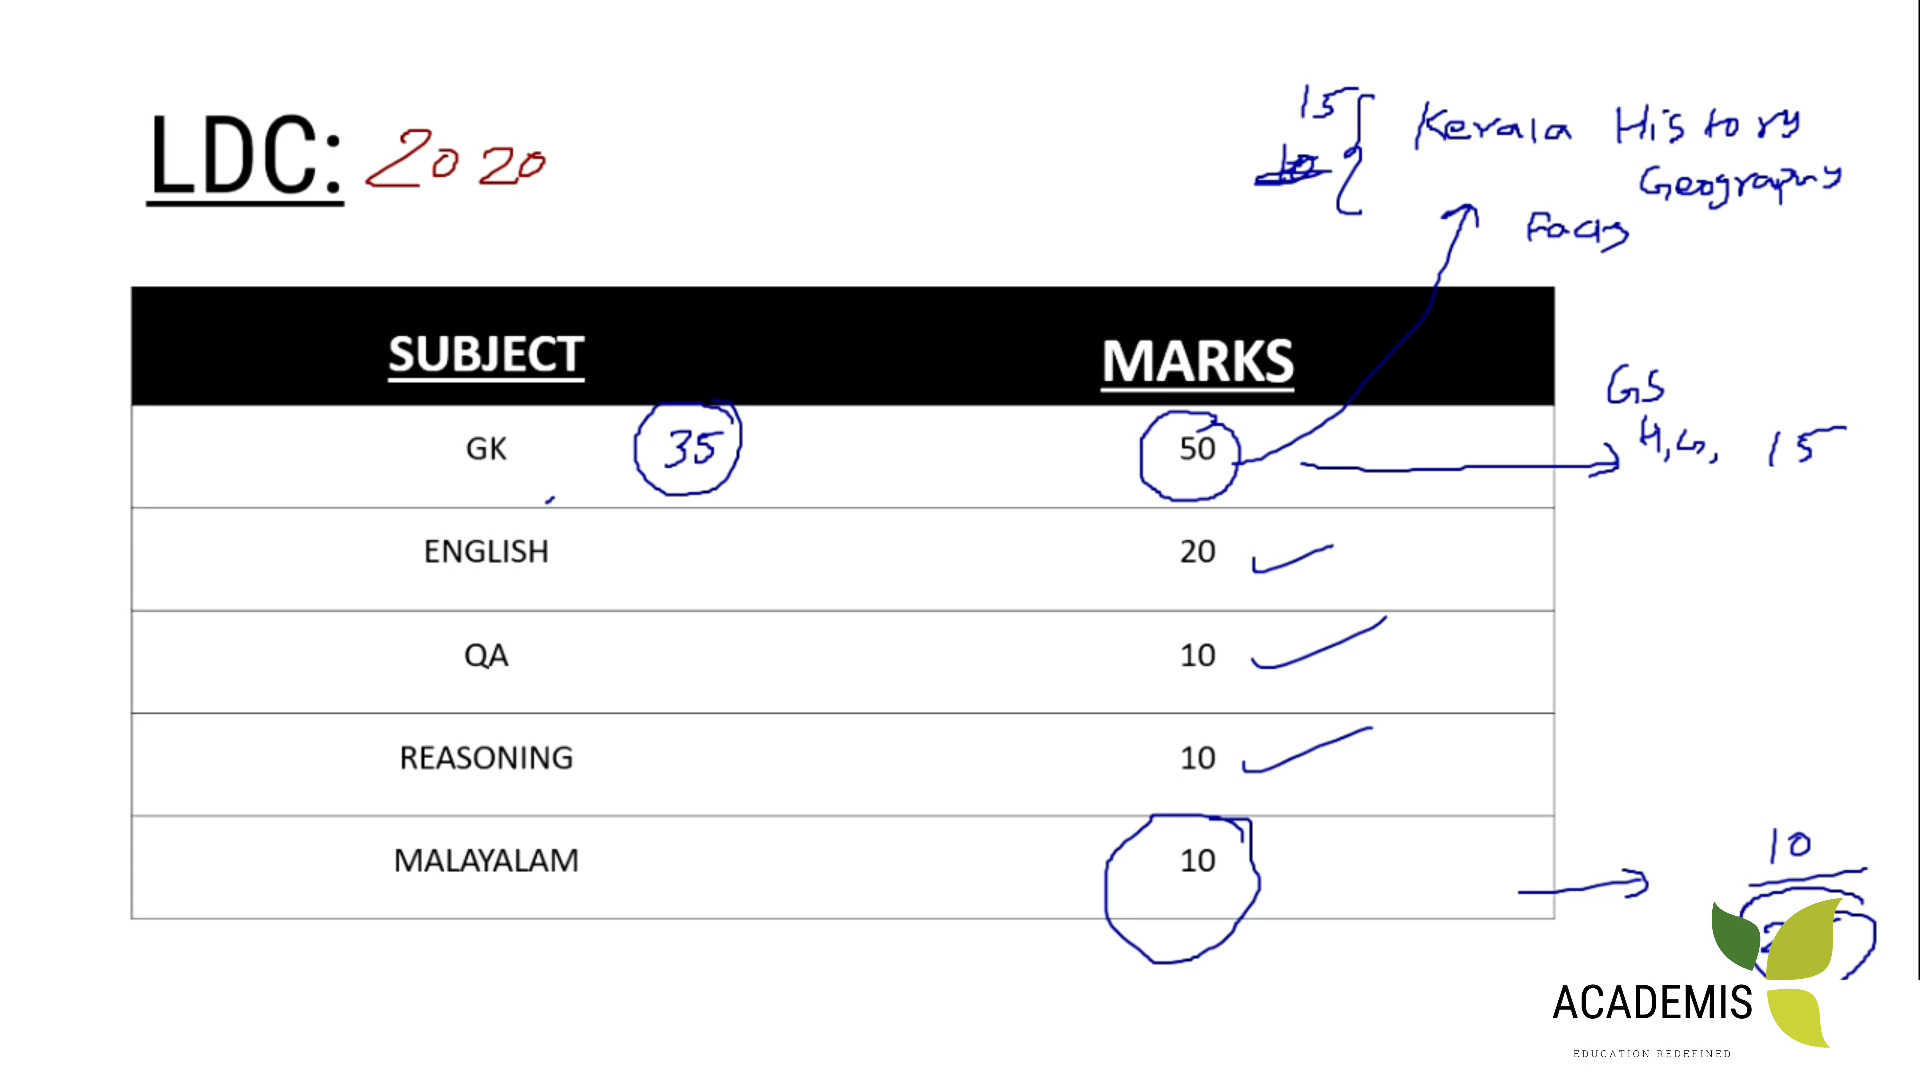 LDC: 2020
15
10
Kerala History
Geography
Facts
SUBJECT MARKS
GK 35 50
GS
H, G, 15
ENGLISH 20
QA 10
REASONING 10
MALAYALAM 10
10
ACADEMIS
EDUCATION REDEFINED